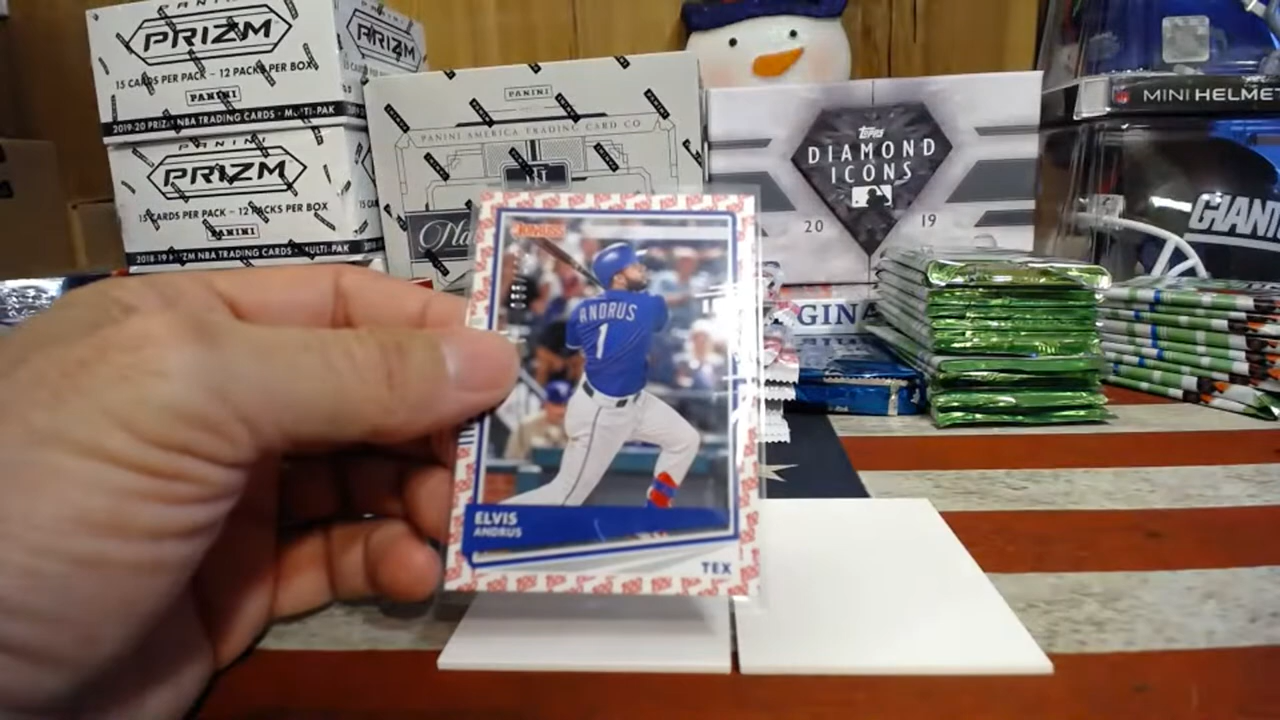 PRIZM
15 CARDS PER PACK - 12 PACKS PER BOX
PANINI
2019-20 PRIZM NBA TRADING CARDS - MULTI-PAK
PRIZM
PANINI
PRIZM
15 CARDS PER PACK - 12 PACKS PER BOX
PANINI
2018-19 PRIZM NBA TRADING CARDS - MULTI-PAK
PANINI
PANINI AMERICA TRADING CARD CO
Topps
DIAMOND
ICONS
20 19
MINI HELMET
GIANTS
GINA
DONRUSS
ANDRUS
1
ELVIS
ANDRUS
TEX